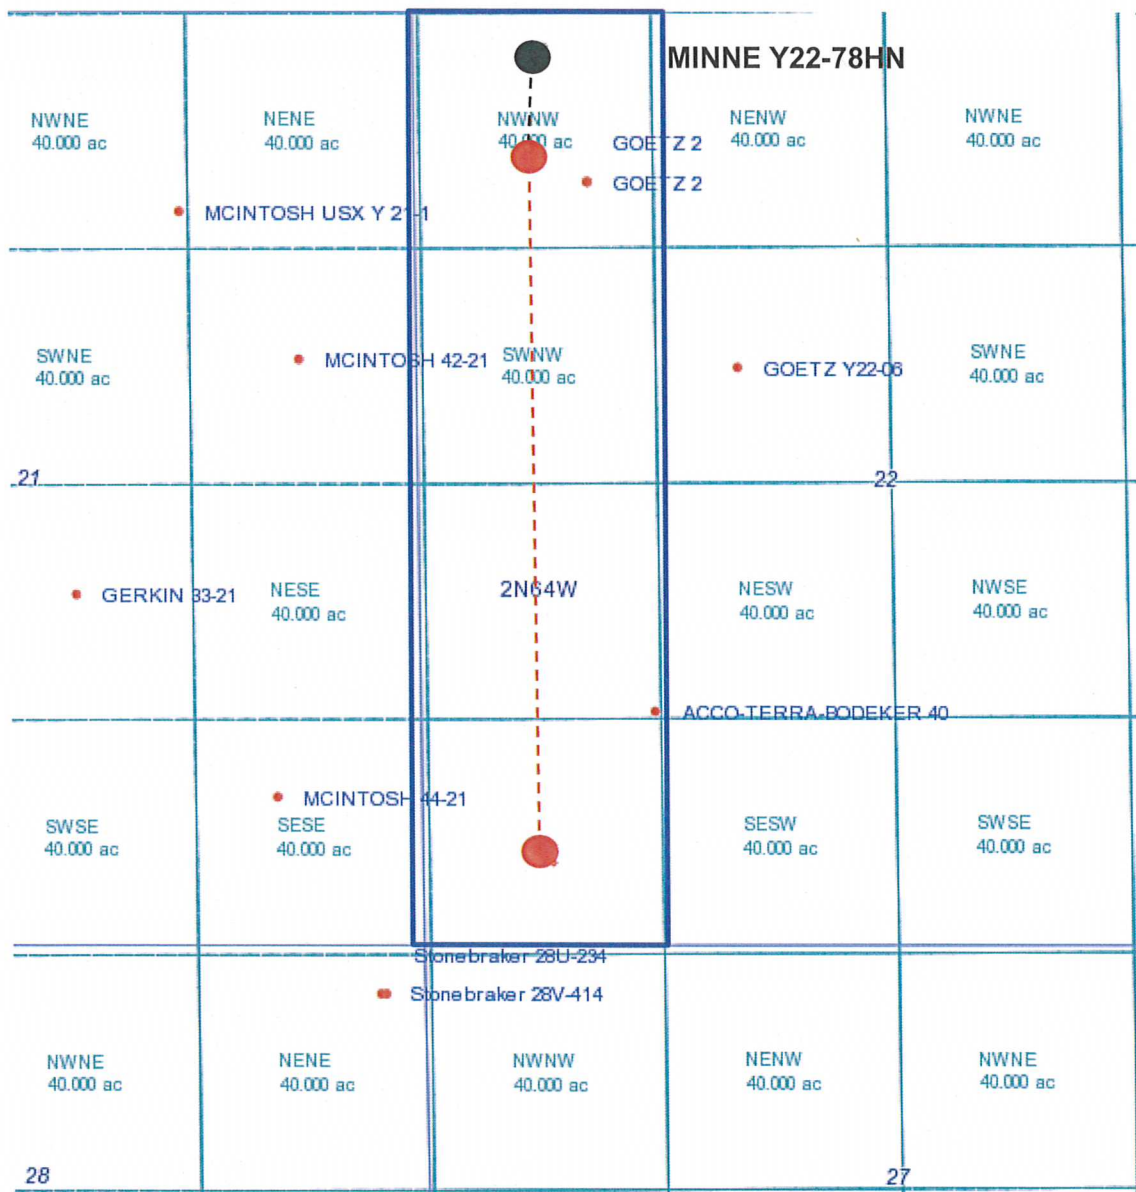 MINNE Y22-78HN
NWNE
40.000 ac
NENE
40.000 ac
NWNW
40.000 ac
GOETZ 2
GOETZ 2
NENW
40.000 ac
NWNE
40.000 ac
MCINTOSH USX Y 21-1
SWNE
40.000 ac
MCINTOSH 42-21
SWNW
40.000 ac
GOETZ Y22-06
SWNE
40.000 ac
21
22
GERKIN 33-21
NESE
40.000 ac
2N64W
NESW
40.000 ac
NWSE
40.000 ac
ACCO-TERRA-BODEKER 40
MCINTOSH 44-21
SWSE
40.000 ac
SESE
40.000 ac
SESW
40.000 ac
SWSE
40.000 ac
Stonebraker 28U-234
Stonebraker 28V-414
NWNE
40.000 ac
NENE
40.000 ac
NWNW
40.000 ac
NENW
40.000 ac
NWNE
40.000 ac
28
27